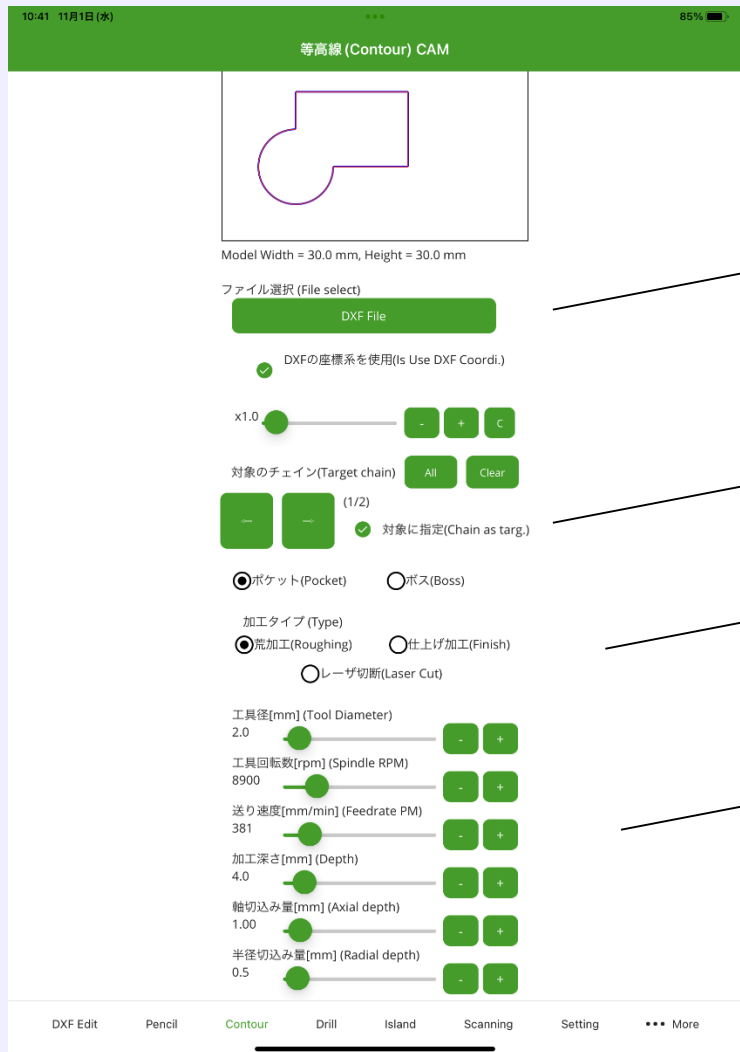 10:41 11月1日(水)
85%
等高線(Contour) CAM
Model Width = 30.0 mm, Height = 30.0 mm
ファイル選択 (File select)
DXF File
DXFの座標系を使用(Is Use DXF Coordi.)
x1.0
- + C
対象のチェイン(Target chain) All Clear
← → (1/2)
対象に指定(Chain as targ.)
ポケット(Pocket) ボス(Boss)
加工タイプ (Type)
荒加工(Roughing) 仕上げ加工(Finish)
レーザ切断(Laser Cut)
工具径[mm] (Tool Diameter)
2.0 - +
工具回転数[rpm] (Spindle RPM)
8900 - +
送り速度[mm/min] (Feedrate PM)
381 - +
加工深さ[mm] (Depth)
4.0 - +
軸切込み量[mm] (Axial depth)
1.00 - +
半径切込み量[mm] (Radial depth)
0.5 - +
DXF Edit Pencil Contour Drill Island Scanning Setting ••• More